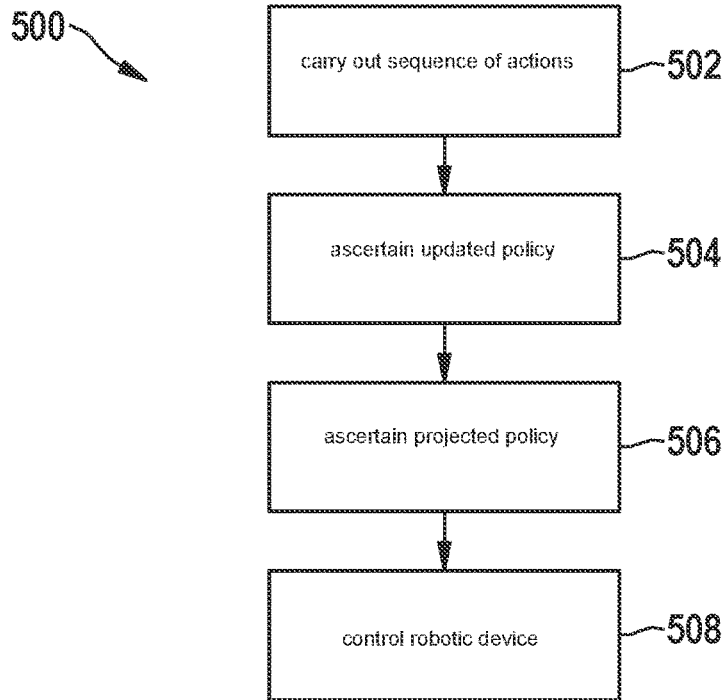 500
carry out sequence of actions
502
ascertain updated policy
504
ascertain projected policy
506
control robotic device
508